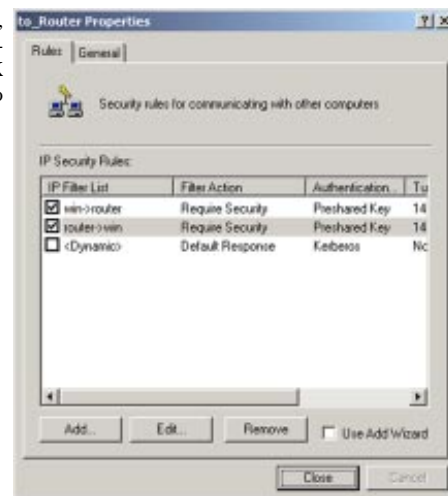 to_Router Properties
Rules General
Security rules for communicating with other computers
IP Security Rules:
IP Filter List Filter Action Authentication... Tu
win->router Require Security Preshared Key 14
router->win Require Security Preshared Key 14
<Dynamic> Default Response Kerberos Nc
Add... Edit... Remove Use Add Wizard
Close Cancel